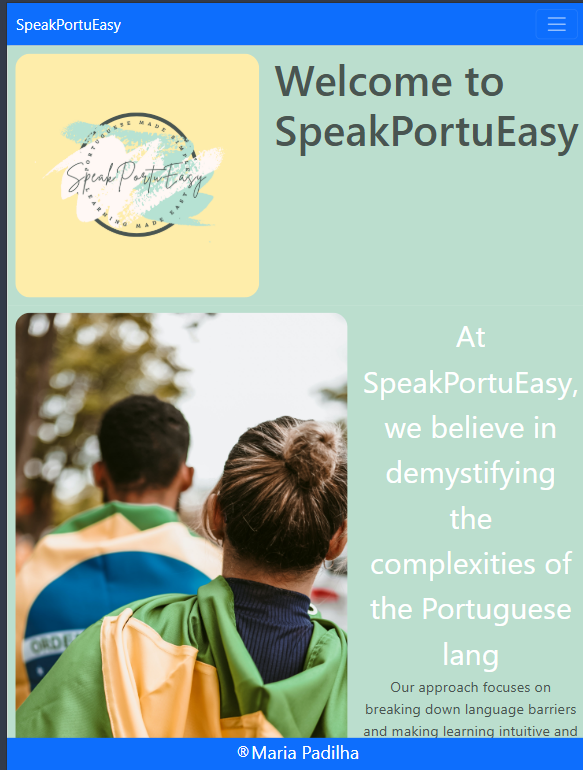 SpeakPortuEasy
PORTUGUESE MADE SIMPLE
SpeakPortuEasy
LEARNING MADE EASY
Welcome to
SpeakPortuEasy
At
SpeakPortuEasy,
we believe in
demystifying
the
complexities of
the Portuguese
lang
ORDE
Our approach focuses on
breaking down language barriers
and making learning intuitive and
®Maria Padilha